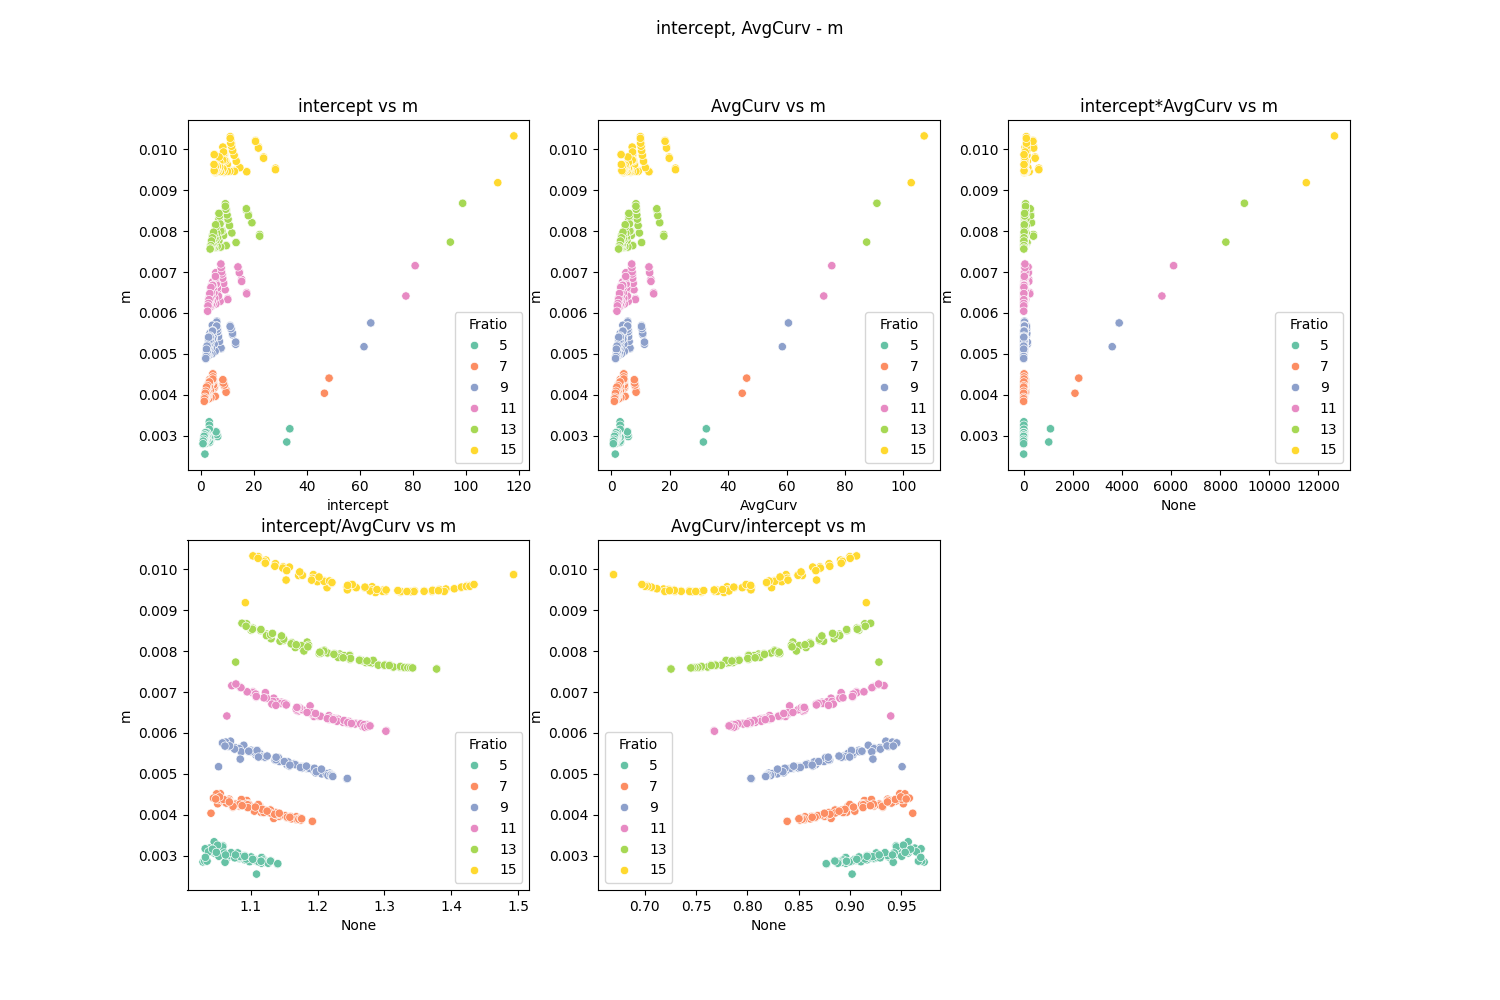 intercept, AvgCurv - m
intercept vs m
AvgCurv vs m
intercept*AvgCurv vs m
m
0.010
0.009
0.008
0.007
0.006
0.005
0.004
0.003
Fratio
5
7
9
11
13
15
0 20 40 60 80 100 120
intercept
m
0.010
0.009
0.008
0.007
0.006
0.005
0.004
0.003
Fratio
5
7
9
11
13
15
0 20 40 60 80 100
AvgCurv
m
0.010
0.009
0.008
0.007
0.006
0.005
0.004
0.003
Fratio
5
7
9
11
13
15
0 2000 4000 6000 8000 10000 12000
None
intercept/AvgCurv vs m
AvgCurv/intercept vs m
m
0.010
0.009
0.008
0.007
0.006
0.005
0.004
0.003
Fratio
5
7
9
11
13
15
1.1 1.2 1.3 1.4 1.5
None
m
0.010
0.009
0.008
0.007
0.006
0.005
0.004
0.003
Fratio
5
7
9
11
13
15
0.70 0.75 0.80 0.85 0.90 0.95
None